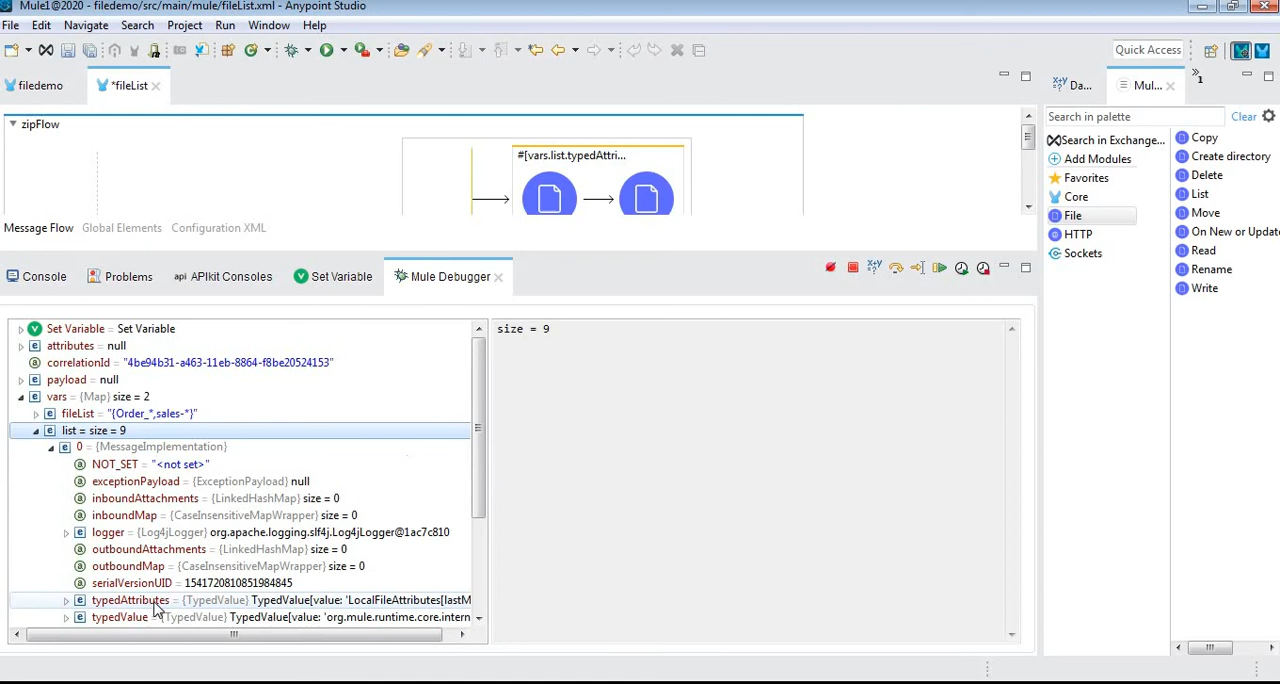 Mule1@2020 - filedemo/src/main/mule/fileList.xml - Anypoint Studio
File Edit Navigate Search Project Run Window Help
Quick Access
filedemo *fileList Da... Mul... 1
zipFlow
#[vars.list.typedAttri...
Message Flow Global Elements Configuration XML
Search in palette Clear
Search in Exchange...
Add Modules
Favorites
Core
File
HTTP
Sockets
Copy
Create directory
Delete
List
Move
On New or Update
Read
Rename
Write
Console Problems api APIkit Consoles Set Variable Mule Debugger
Set Variable = Set Variable
attributes = null
correlationId = "4be94b31-a463-11eb-8864-f8be20524153"
payload = null
vars = {Map} size = 2
fileList = "{Order_*,sales-*}"
list = size = 9
0 = {MessageImplementation}
NOT_SET = "<not set>"
exceptionPayload = {ExceptionPayload} null
inboundAttachments = {LinkedHashMap} size = 0
inboundMap = {CaseInsensitiveMapWrapper} size = 0
logger = {Log4jLogger} org.apache.logging.slf4j.Log4jLogger@1ac7c810
outboundAttachments = {LinkedHashMap} size = 0
outboundMap = {CaseInsensitiveMapWrapper} size = 0
serialVersionUID = 1541720810851984845
typedAttributes = {TypedValue} TypedValue[value: 'LocalFileAttributes[lastM
typedValue = {TypedValue} TypedValue[value: 'org.mule.runtime.core.intern
size = 9